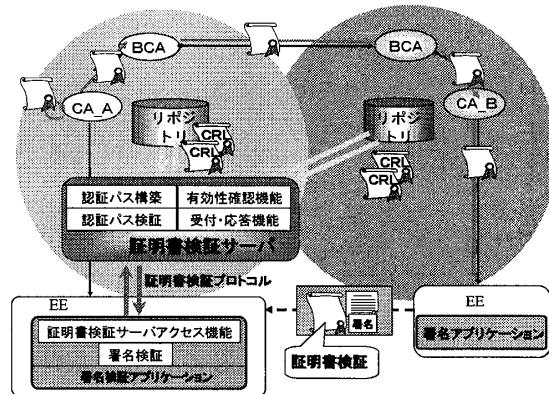 BCA
BCA
CA_A
CA_B
リポジ
トリ
CRL
CRL
リポジ
トリ
CRL
CRL
認証パス構築
有効性確認機能
認証パス検証
受付・応答機能
証明書検証サーバ
証明書検証プロトコル
EE
証明書検証サーバアクセス機能
署名検証
署名検証アプリケーション
署名
証明書検証
EE
署名アプリケーション